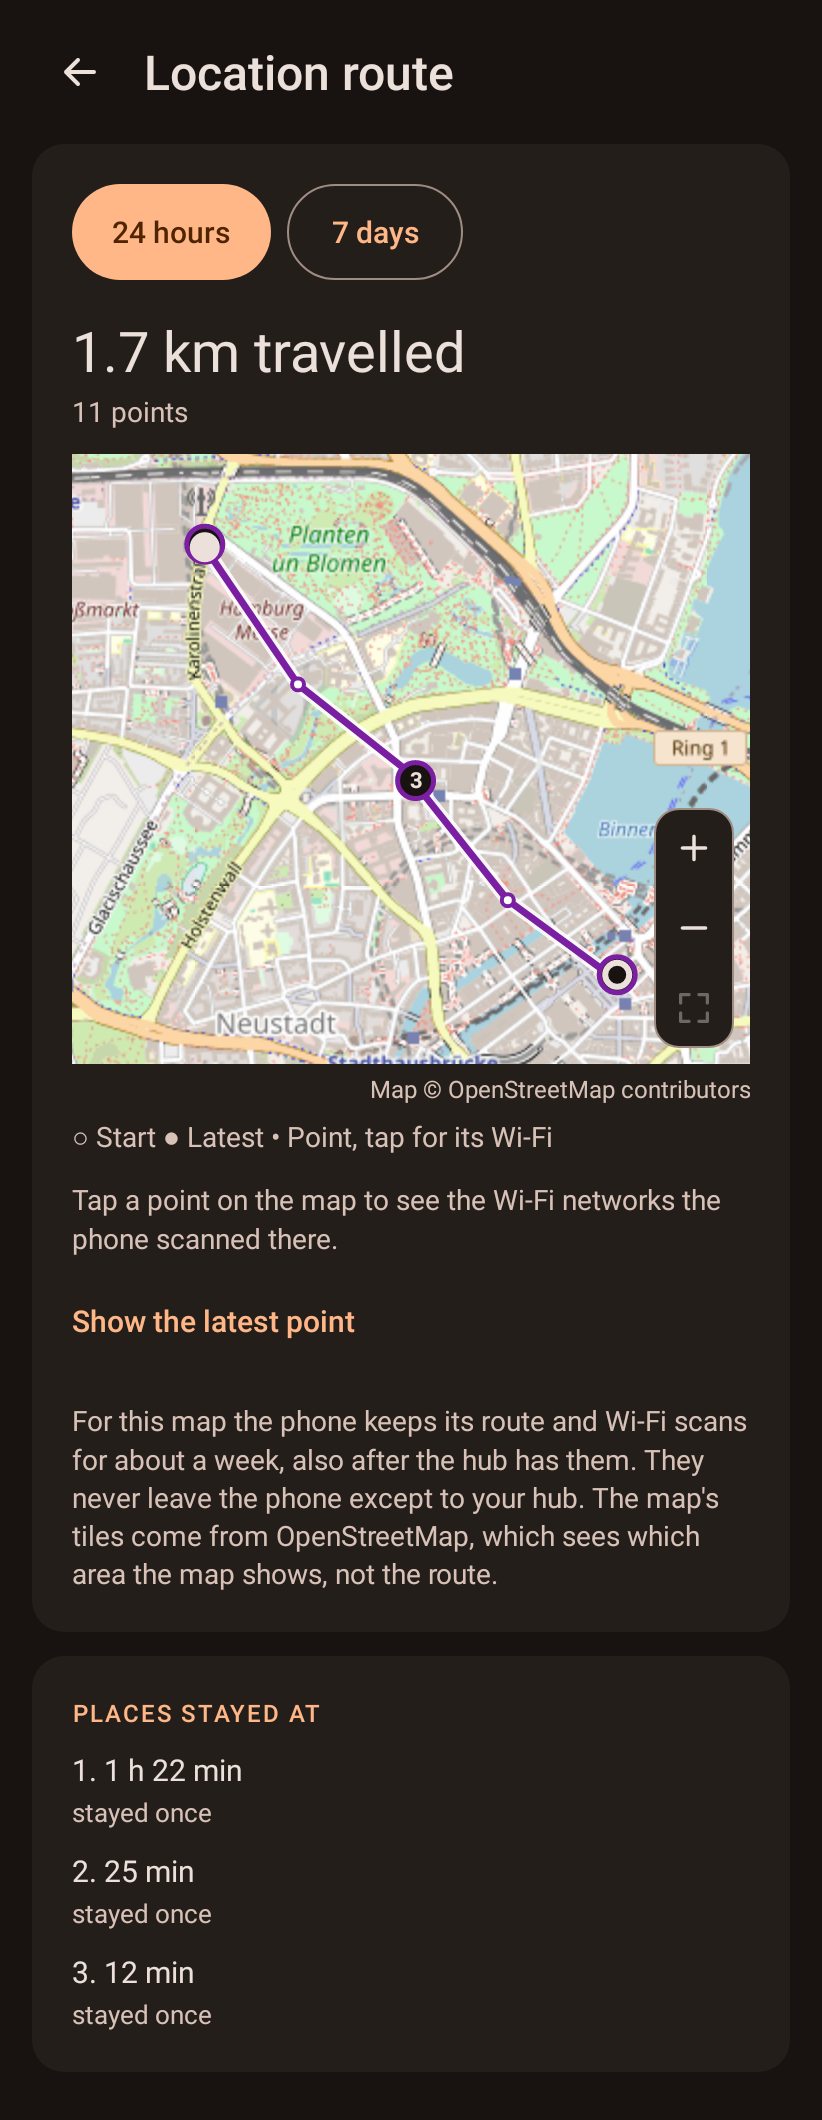 Location route
24 hours
7 days
1.7 km travelled
11 points
Planten
un Blomen
Karolinenstraß
Hamburg
Messe
Ring 1
Binnen
Glacischaussee
Holstenwall
Neustadt
Stadthausbrücke
3
Map © OpenStreetMap contributors
○ Start ● Latest • Point, tap for its Wi-Fi
Tap a point on the map to see the Wi-Fi networks the
phone scanned there.
Show the latest point
For this map the phone keeps its route and Wi-Fi scans
for about a week, also after the hub has them. They
never leave the phone except to your hub. The map's
tiles come from OpenStreetMap, which sees which
area the map shows, not the route.
PLACES STAYED AT
1. 1 h 22 min
stayed once
2. 25 min
stayed once
3. 12 min
stayed once